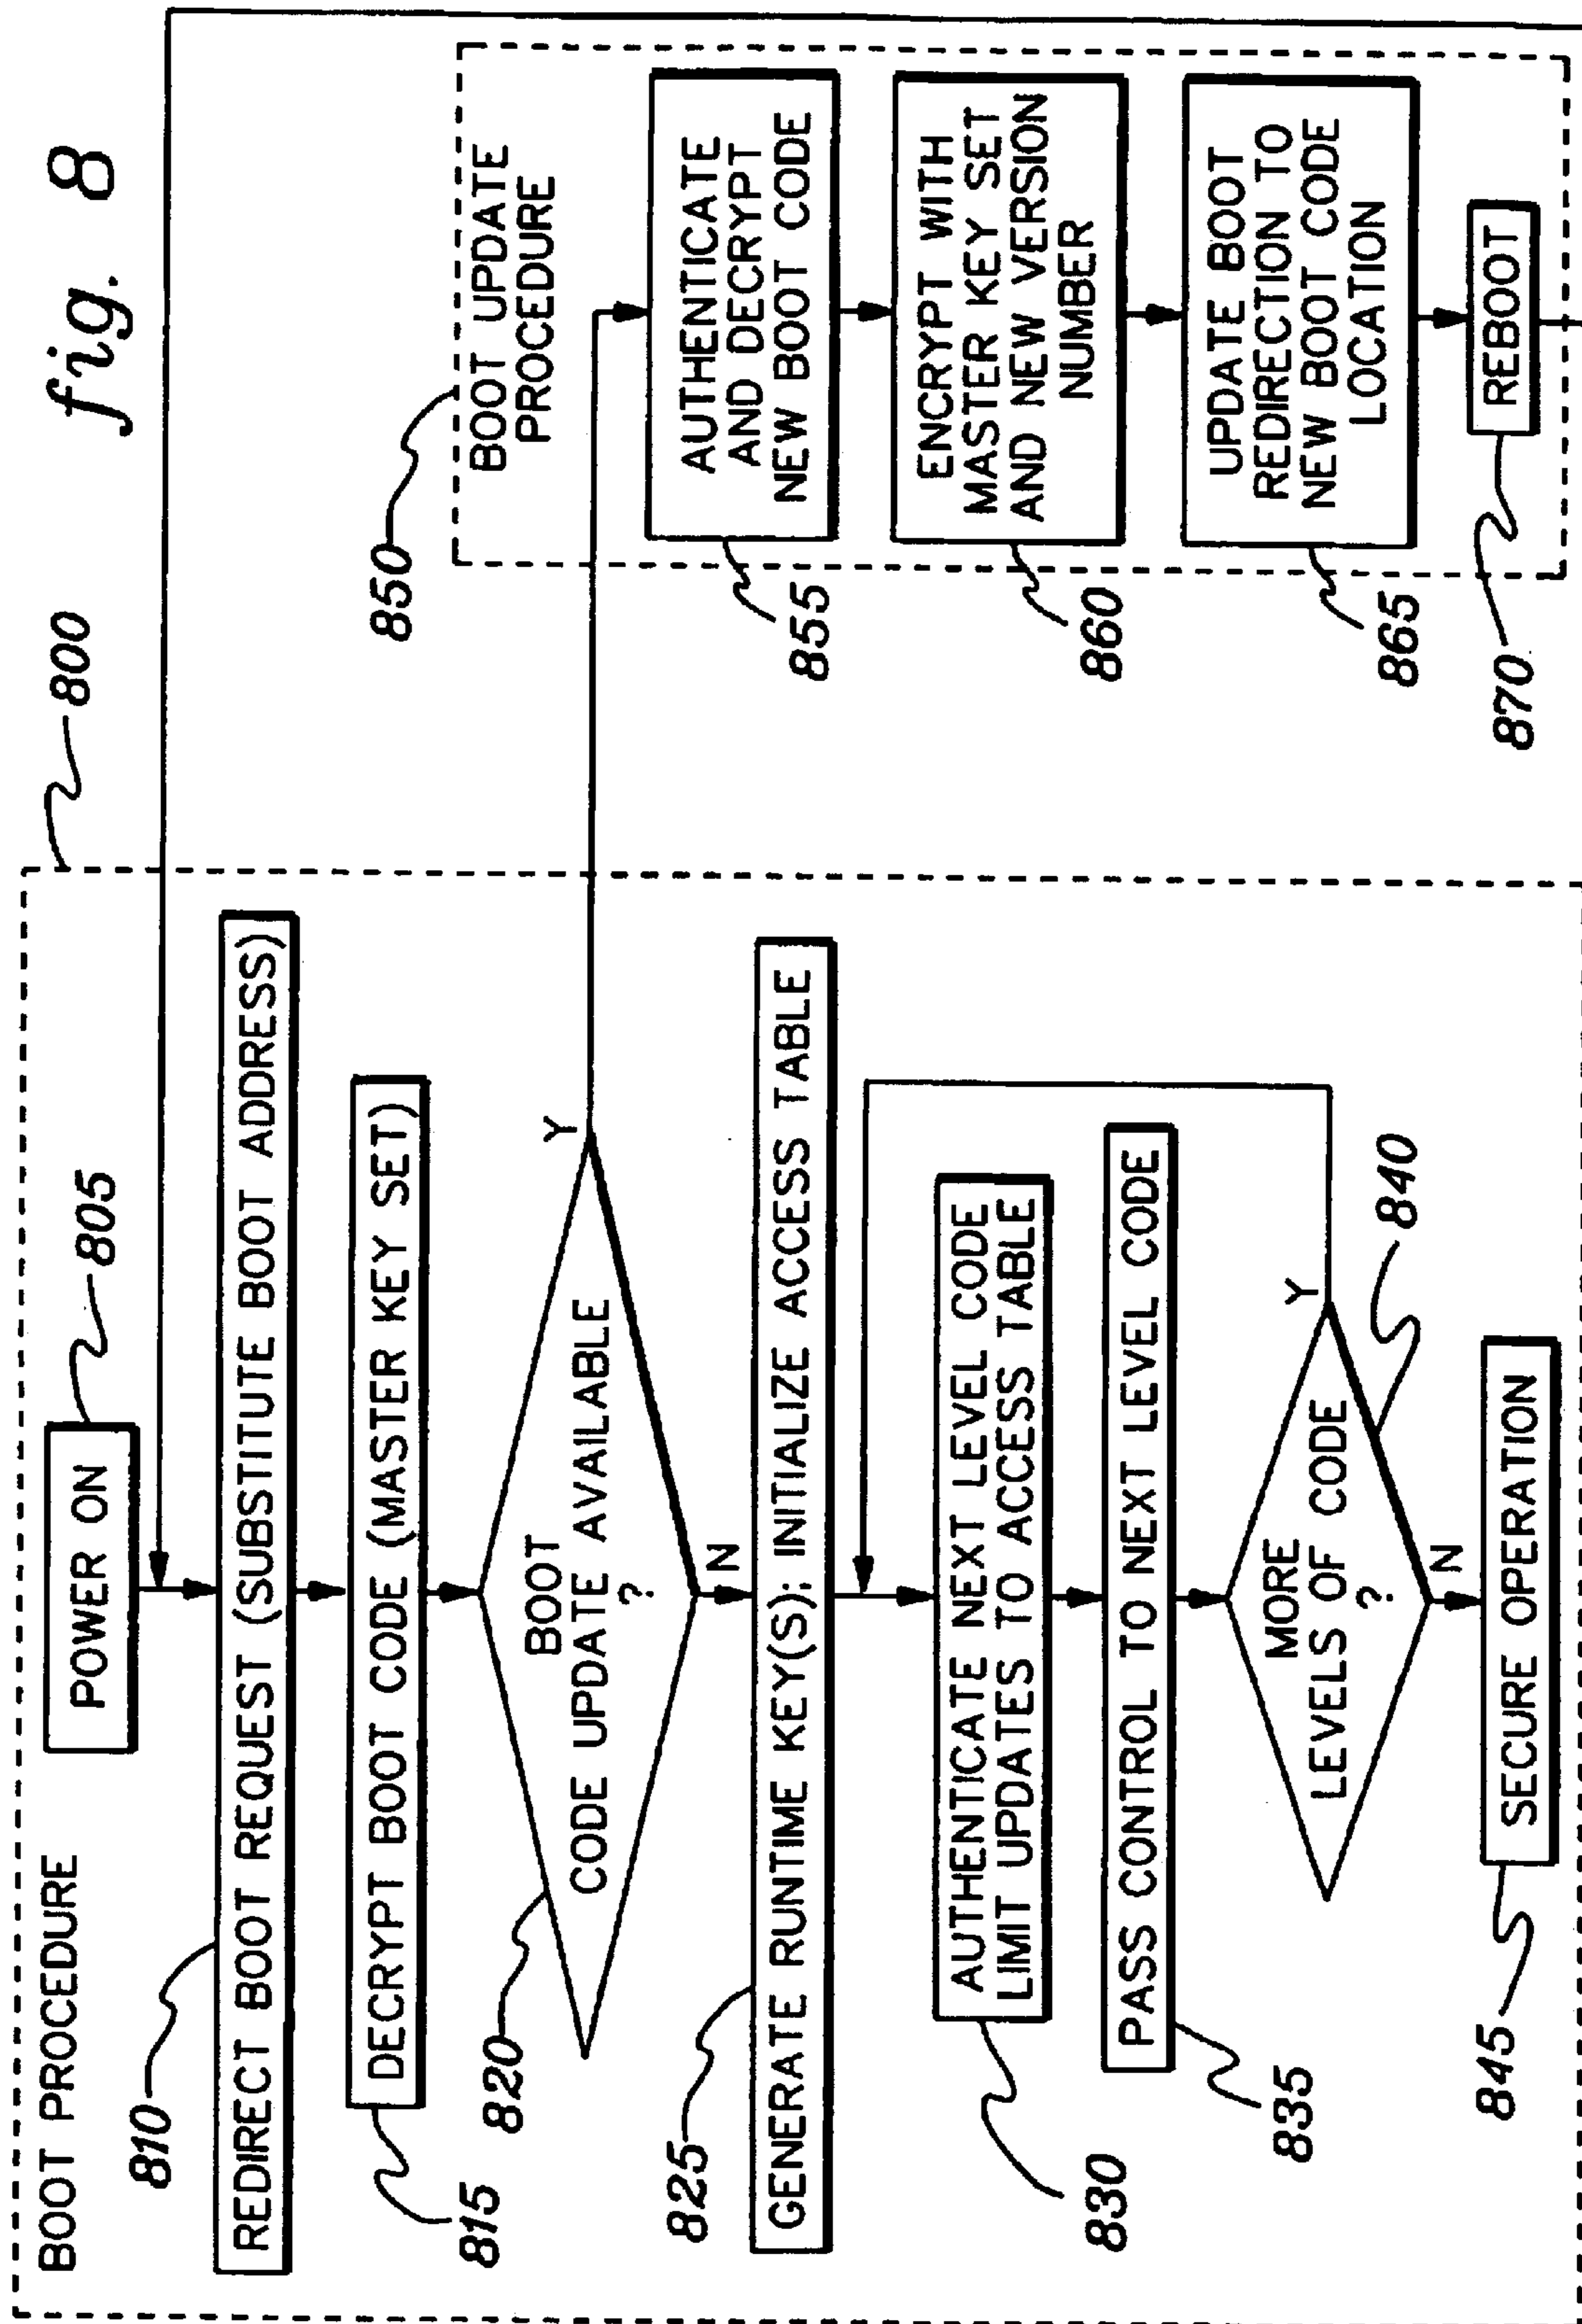 fig. 8
800
BOOT PROCEDURE
POWER ON
805
810
REDIRECT BOOT REQUEST (SUBSTITUTE BOOT ADDRESS)
DECRYPT BOOT CODE (MASTER KEY SET)
815
820
BOOT
CODE UPDATE AVAILABLE
?
Y
N
825
GENERATE RUNTIME KEY(S); INITIALIZE ACCESS TABLE
AUTHENTICATE NEXT LEVEL CODE
LIMIT UPDATES TO ACCESS TABLE
830
PASS CONTROL TO NEXT LEVEL CODE
835
MORE
LEVELS OF CODE
?
Y
840
N
SECURE OPERATION
845
850
BOOT UPDATE
PROCEDURE
AUTHENTICATE
AND DECRYPT
NEW BOOT CODE
855
ENCRYPT WITH
MASTER KEY SET
AND NEW VERSION
NUMBER
860
UPDATE BOOT
REDIRECTION TO
NEW BOOT CODE
LOCATION
865
REBOOT
870